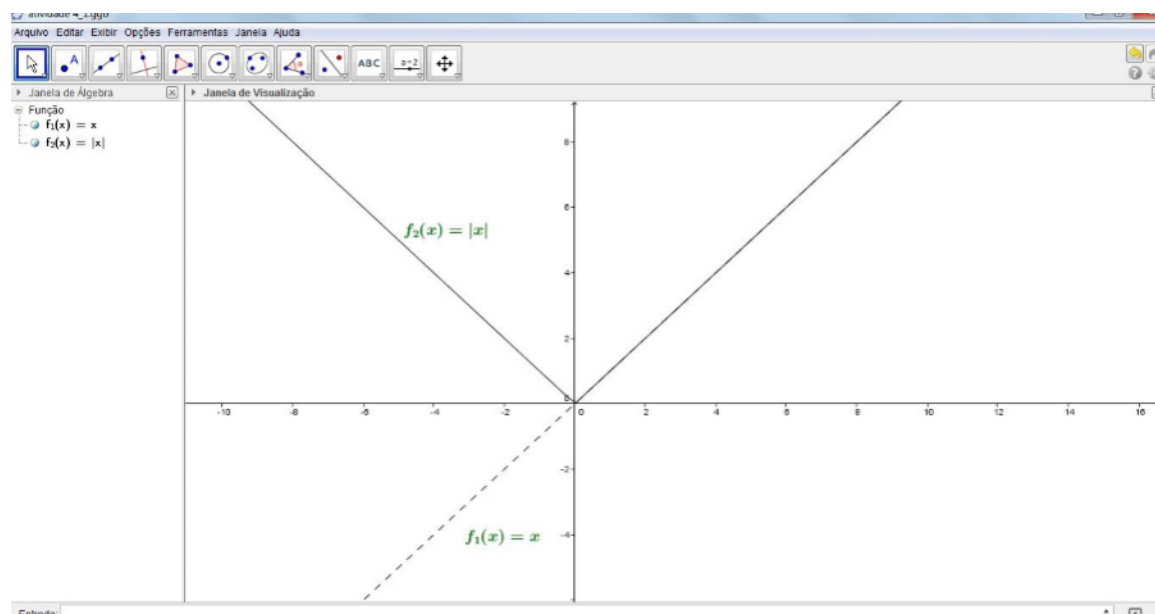 atividade 4_1.ggb
Arquivo Editar Exibir Opções Ferramentas Janela Ajuda
A
α
ABC
a=2
Janela de Álgebra
Janela de Visualização
Função
f₁(x) = x
f₂(x) = |x|
8
6
f₂(x) = |x|
4
2
0
-10 -8 -6 -4 -2 0 2 4 6 8 10 12 14 16
-2
f₁(x) = x
-4
Entrada: